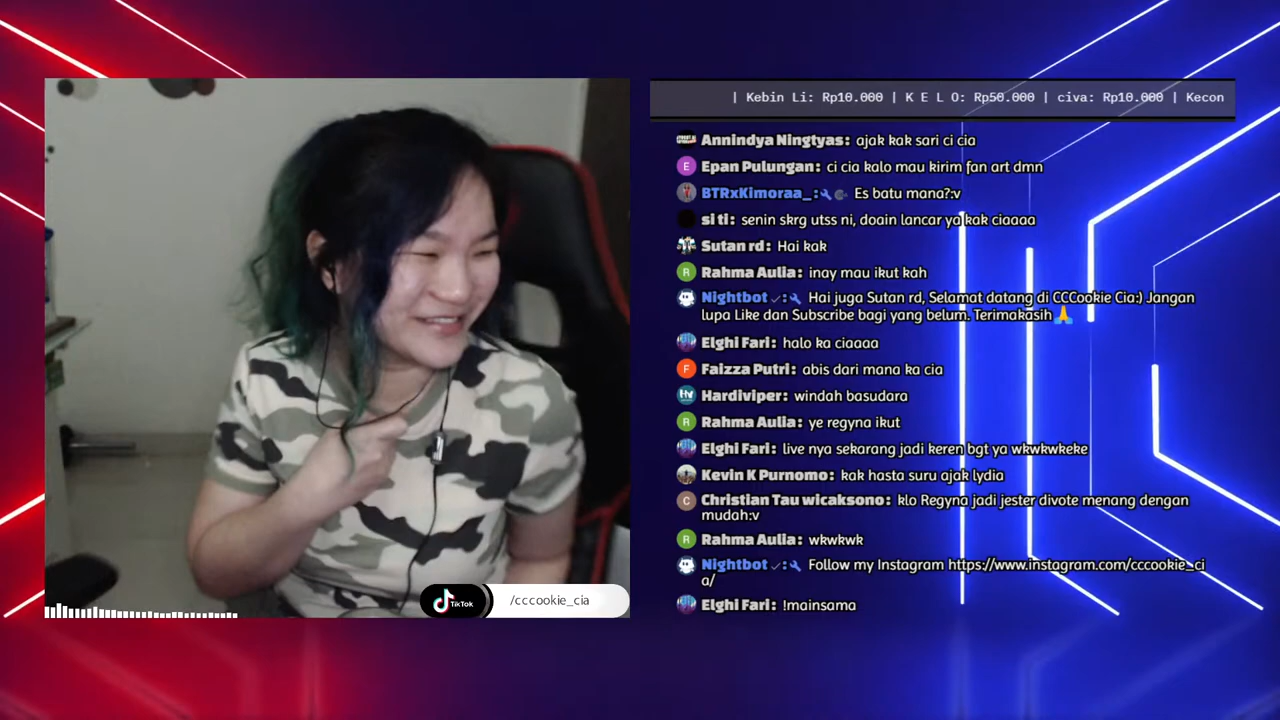 | Kebin Li: Rp10.000 | K E L O: Rp50.000 | civa: Rp10.000 | Kecon
Annindya Ningtyas: ajak kak sari ci cia
E Epan Pulungan: ci cia kalo mau kirim fan art dmn
BTRxKimoraa_: Es batu mana?:v
si ti: senin skrg utss ni, doain lancar ya kak ciaaaa
Sutan rd: Hai kak
R Rahma Aulia: inay mau ikut kah
Nightbot ✓: Hai juga Sutan rd, Selamat datang di CCCookie Cia:) Jangan
lupa Like dan Subscribe bagi yang belum. Terimakasih🙏
Elghi Fari: halo ka ciaaaa
F Faizza Putri: abis dari mana ka cia
Hardiviper: windah basudara
R Rahma Aulia: ye regyna ikut
Elghi Fari: live nya sekarang jadi keren bgt ya wkwkwkeke
Kevin K Purnomo: kak hasta suru ajak lydia
C Christian Tau wicaksono: klo Regyna jadi jester divote menang dengan
mudah:v
R Rahma Aulia: wkwkwk
Nightbot ✓: Follow my Instagram https://www.instagram.com/cccookie_ci
a/
Elghi Fari: !mainsama
TikTok /cccookie_cia